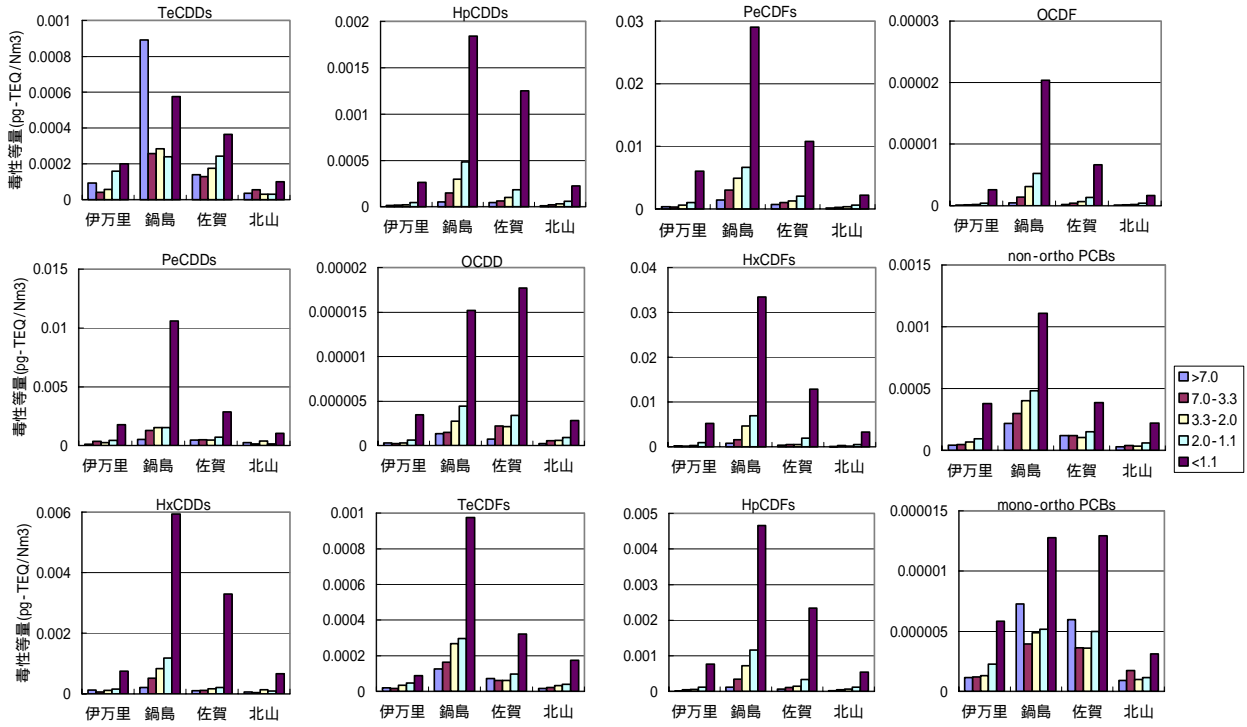 TeCDDs
毒性等量(pg-TEQ/Nm3)
0.001
0.0008
0.0006
0.0004
0.0002
0
伊万里 鍋島 佐賀 北山
HpCDDs
0.002
0.0015
0.001
0.0005
0
伊万里 鍋島 佐賀 北山
PeCDFs
0.03
0.02
0.01
0
伊万里 鍋島 佐賀 北山
OCDF
0.00003
0.00002
0.00001
0
伊万里 鍋島 佐賀 北山
PeCDDs
毒性等量(pg-TEQ/Nm3)
0.015
0.01
0.005
0
伊万里 鍋島 佐賀 北山
OCDD
0.00002
0.000015
0.00001
0.000005
0
伊万里 鍋島 佐賀 北山
HxCDFs
0.04
0.03
0.02
0.01
0
伊万里 鍋島 佐賀 北山
non-ortho PCBs
0.0015
0.001
0.0005
0
伊万里 鍋島 佐賀 北山
>7.0
7.0-3.3
3.3-2.0
2.0-1.1
<1.1
HxCDDs
毒性等量(pg-TEQ/Nm3)
0.006
0.004
0.002
0
伊万里 鍋島 佐賀 北山
TeCDFs
0.001
0.0008
0.0006
0.0004
0.0002
0
伊万里 鍋島 佐賀 北山
HpCDFs
0.005
0.004
0.003
0.002
0.001
0
伊万里 鍋島 佐賀 北山
mono-ortho PCBs
0.000015
0.00001
0.000005
0
伊万里 鍋島 佐賀 北山